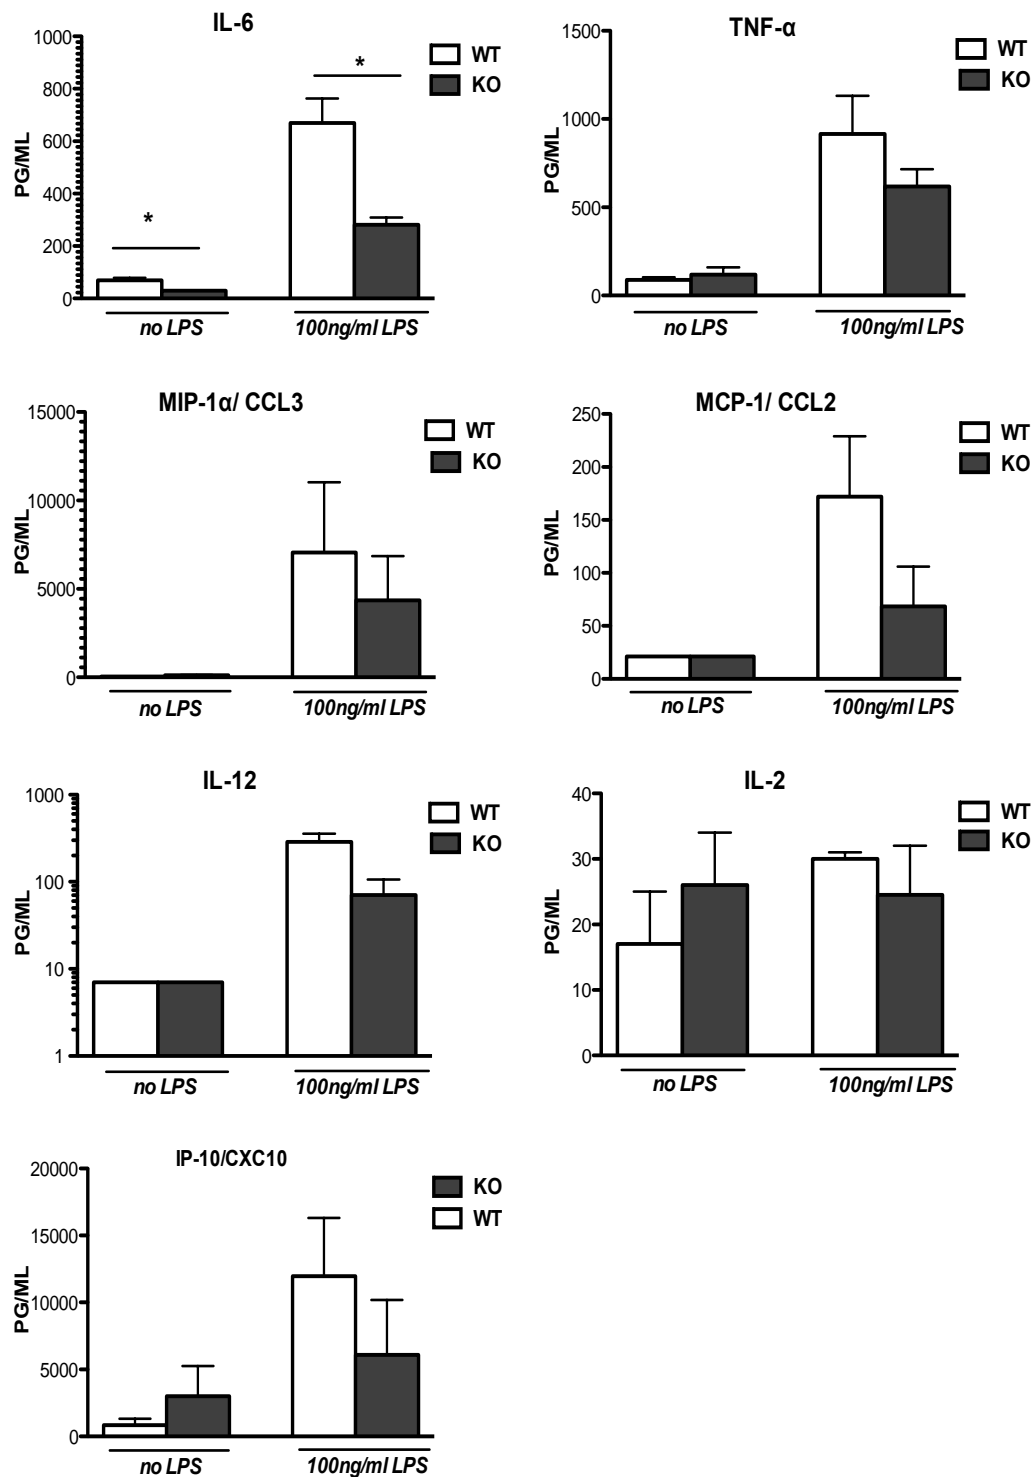 IL-6
1000
800
600
400
200
0
PG/ML
*
*
WT
KO
no LPS
100ng/ml LPS
TNF-α
1500
1000
500
0
PG/ML
WT
KO
no LPS
100ng/ml LPS
MIP-1α/ CCL3
15000
10000
5000
0
PG/ML
WT
KO
no LPS
100ng/ml LPS
MCP-1/ CCL2
250
200
150
100
50
0
PG/ML
WT
KO
no LPS
100ng/ml LPS
IL-12
1000
100
10
1
PG/ML
WT
KO
no LPS
100ng/ml LPS
IL-2
40
30
20
10
0
PG/ML
WT
KO
no LPS
100ng/ml LPS
IP-10/CXC10
20000
15000
10000
5000
0
PG/ML
KO
WT
no LPS
100ng/ml LPS